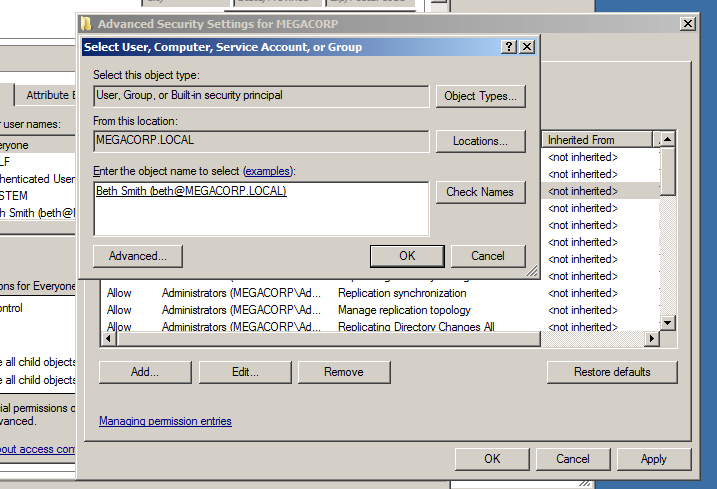 Advanced Security Settings for MEGACORP
Select User, Computer, Service Account, or Group
Select this object type:
User, Group, or Built-in security principal
Object Types...
From this location:
MEGACORP.LOCAL
Locations...
Enter the object name to select (examples):
Beth Smith (beth@MEGACORP.LOCAL)
Check Names
Advanced...
OK
Cancel
Attribute E
r user names:
eryone
LF
thenticated User
STEM
h Smith (beth@l
ns for Everyone
ontrol
e all child objects
e all child objects
ial permissions o
dvanced.
out access con
Inherited From
<not inherited>
<not inherited>
<not inherited>
<not inherited>
<not inherited>
<not inherited>
<not inherited>
<not inherited>
Allow Administrators (MEGACORP\Ad... Replication synchronization <not inherited>
Allow Administrators (MEGACORP\Ad... Manage replication topology <not inherited>
Allow Administrators (MEGACORP\Ad... Replicating Directory Changes All <not inherited>
Add...
Edit...
Remove
Restore defaults
Managing permission entries
OK
Cancel
Apply